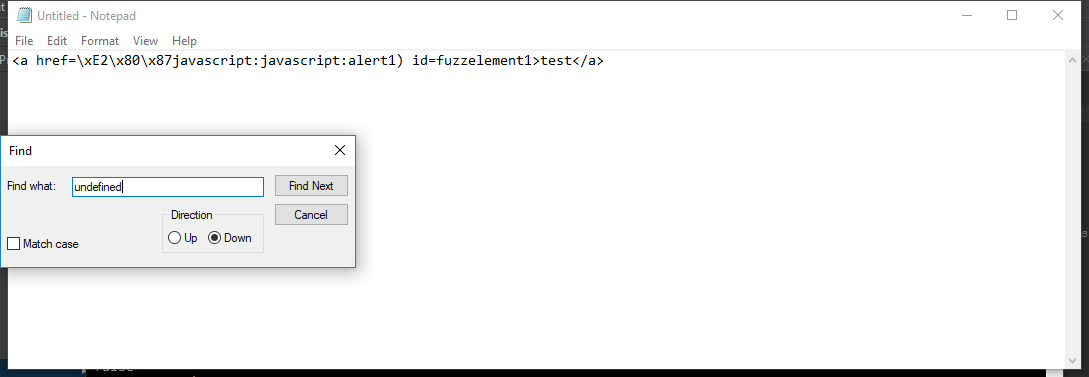 Untitled - Notepad
File Edit Format View Help
<a href=\xE2\x80\x87javascript:javascript:alert1) id=fuzzelement1>test</a>
Find
Find what: undefined Find Next
Direction Cancel
Up Down
Match case